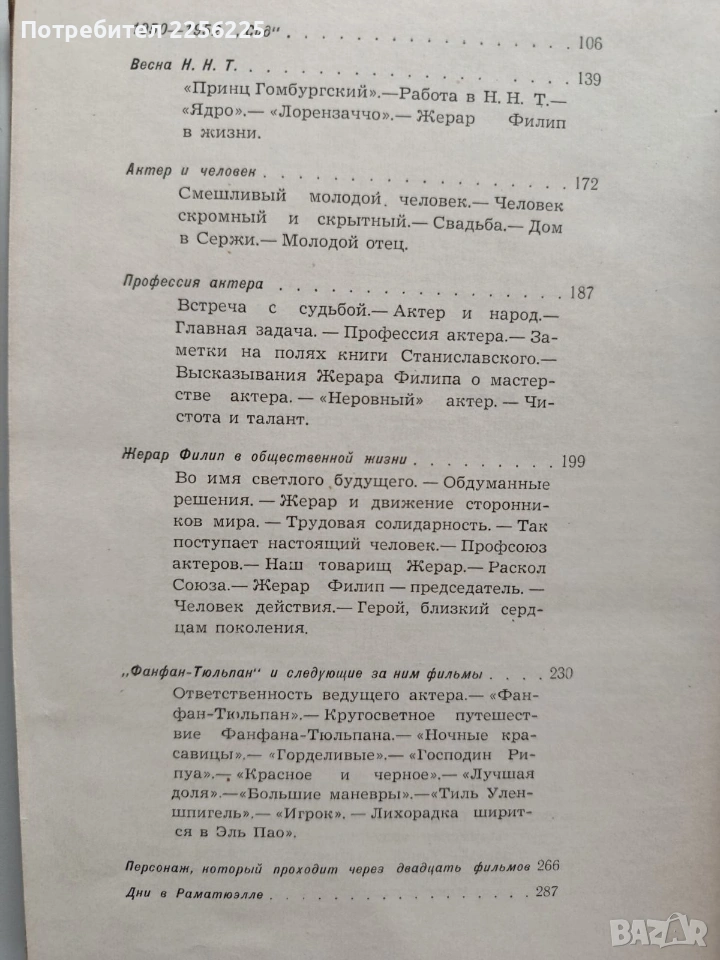 Потребител 2256584
1950—1956 „Сид“ . . . . . . . . . . . . . . . 106
Весна Н. Н. Т. . . . . . . . . . . . . . . . . 139
«Принц Гомбургский».—Работа в Н. Н. Т.—
«Ядро».— «Лорензаччо».— Жерар Филип
в жизни.
Актер и человек . . . . . . . . . . . . . . . 172
Смешливый молодой человек.— Человек
скромный и скрытный.— Свадьба.— Дом
в Сержи.— Молодой отец.
Профессия актера . . . . . . . . . . . . . . . 187
Встреча с судьбой.— Актер и народ.—
Главная задача. — Профессия актера.— За-
метки на полях книги Станиславского.—
Высказывания Жерара Филипа о мастер-
стве актера. — «Неровный» актер. — Чи-
стота и талант.
Жерар Филип в общественной жизни . . . . . . . . . 199
Во имя светлого будущего. — Обдуманные
решения. — Жерар и движение сторонни-
ков мира. — Трудовая солидарность. — Так
поступает настоящий человек.— Профсоюз
актеров.— Наш товарищ Жерар.— Раскол
Союза.— Жерар Филип — председатель. —
Человек действия.— Герой, близкий серд-
цам поколения.
„Фанфан-Тюльпан“ и следующие за ним фильмы . . . . 230
Ответственность ведущего актера.— «Фан-
фан-Тюльпан».— Кругосветное путешест-
вие Фанфана-Тюльпана.— «Ночные кра-
савицы».— «Горделивые».— «Господин Ри-
пуа».— «Красное и черное».— «Лучшая
доля».—«Большие маневры».—«Тиль Улен-
шпигель».— «Игрок». — Лихорадка ширит-
ся в Эль Пао».
Персонаж, который проходит через двадцать фильмов 266
Дни в Раматюэлле . . . . . . . . . . . . . . . 287
BAZAR